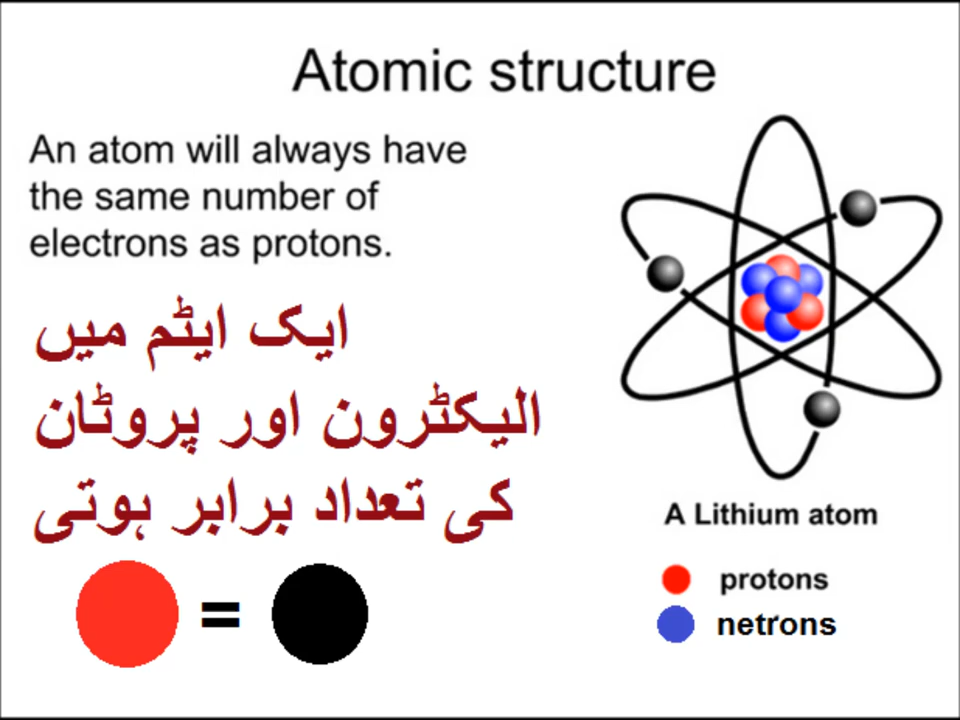 Atomic structure
An atom will always have
the same number of
electrons as protons.
ایک ایٹم میں
الیکٹرون اور پروٹان
کی تعداد برابر ہوتی
=
A Lithium atom
protons
netrons